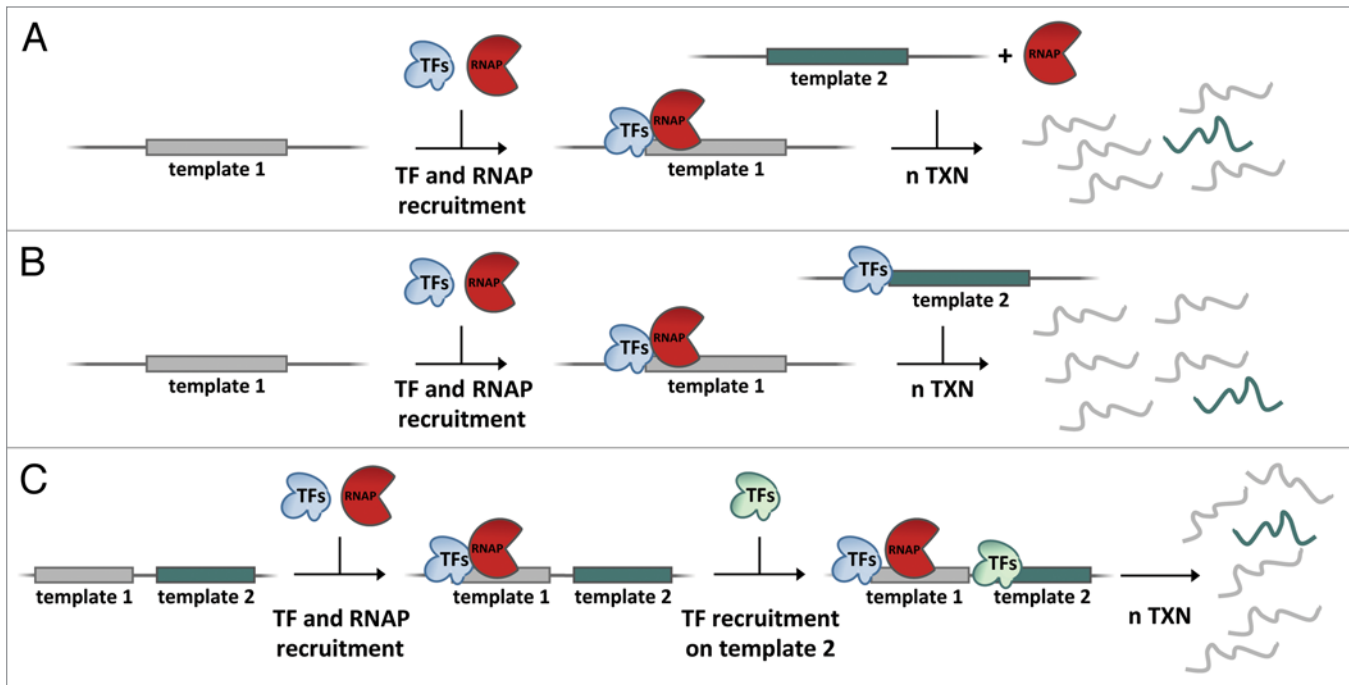 A
TFs RNAP
template 2
+
RNAP
template 1
TF and RNAP
recruitment
TFs RNAP
template 1
n TXN
B
TFs RNAP
TFs
template 2
template 1
TF and RNAP
recruitment
TFs RNAP
template 1
n TXN
C
TFs RNAP
TFs
template 1 template 2
TF and RNAP
recruitment
TFs RNAP
template 1 template 2
TF recruitment
on template 2
TFs RNAP TFs
template 1 template 2
n TXN